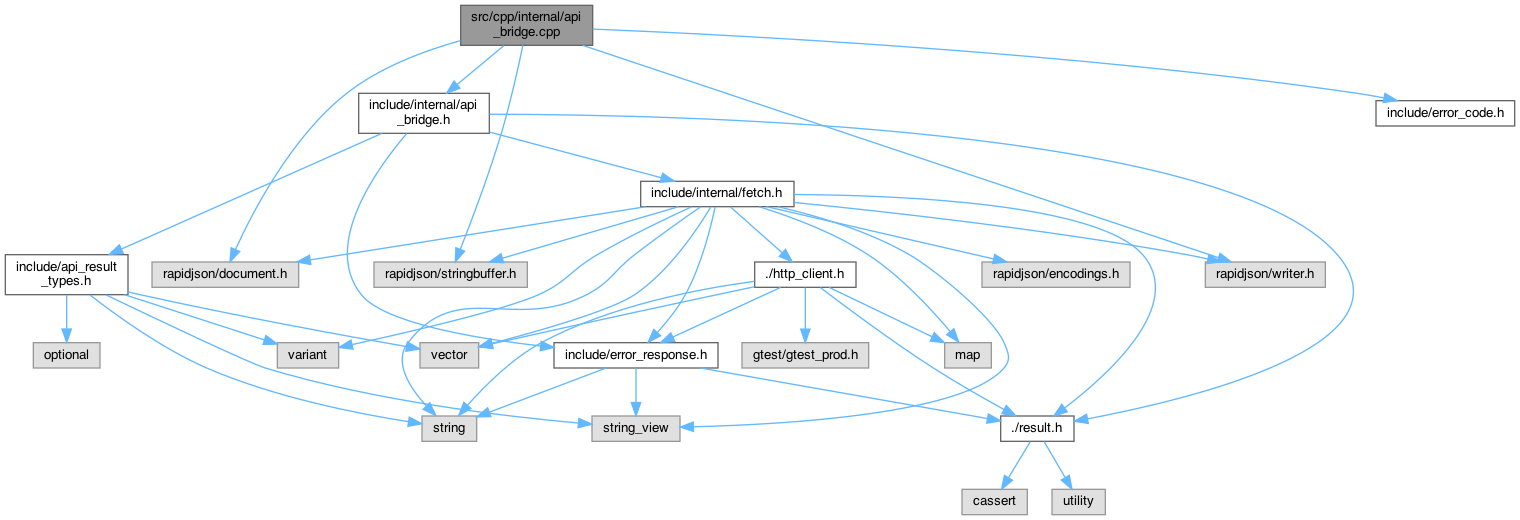 src/cpp/internal/api
_bridge.cpp
include/internal/api
_bridge.h
include/error_code.h
include/internal/fetch.h
include/api_result
_types.h
rapidjson/document.h
rapidjson/stringbuffer.h
./http_client.h
rapidjson/encodings.h
rapidjson/writer.h
optional
variant
vector
include/error_response.h
gtest/gtest_prod.h
map
string
string_view
./result.h
cassert
utility